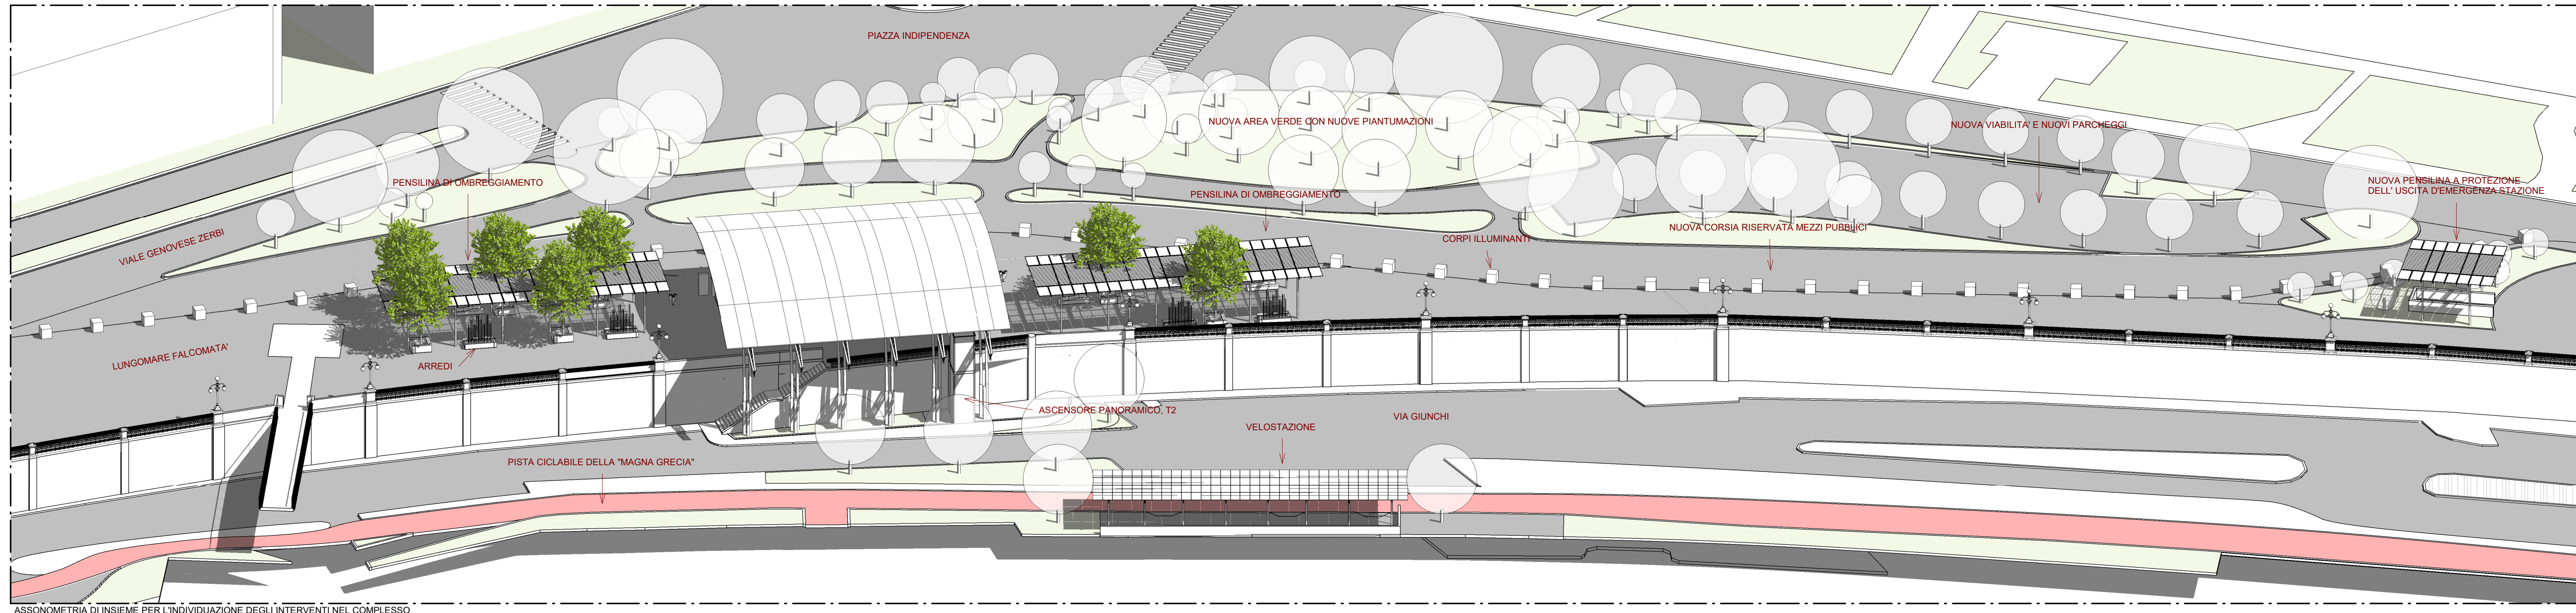 PIAZZA INDIPENDENZA
NUOVA AREA VERDE CON NUOVE PIANTUMAZIONI
NUOVA VIABILITA' E NUOVI PARCHEGGI
PENSILINA DI OMBREGGIAMENTO
PENSILINA DI OMBREGGIAMENTO
NUOVA PENSILINA A PROTEZIONE
DELL' USCITA D'EMERGENZA STAZIONE
VIALE GENOVESE ZERBI
CORPI ILLUMINANTI
NUOVA CORSIA RISERVATA MEZZI PUBBLICI
LUNGOMARE FALCOMATA'
ARREDI
ASCENSORE PANORAMICO, T2
VIA GIUNCHI
VELOSTAZIONE
PISTA CICLABILE DELLA "MAGNA GRECIA"
ASSONOMETRIA DI INSIEME PER L'INDIVIDUAZIONE DEGLI INTERVENTI NEL COMPLESSO